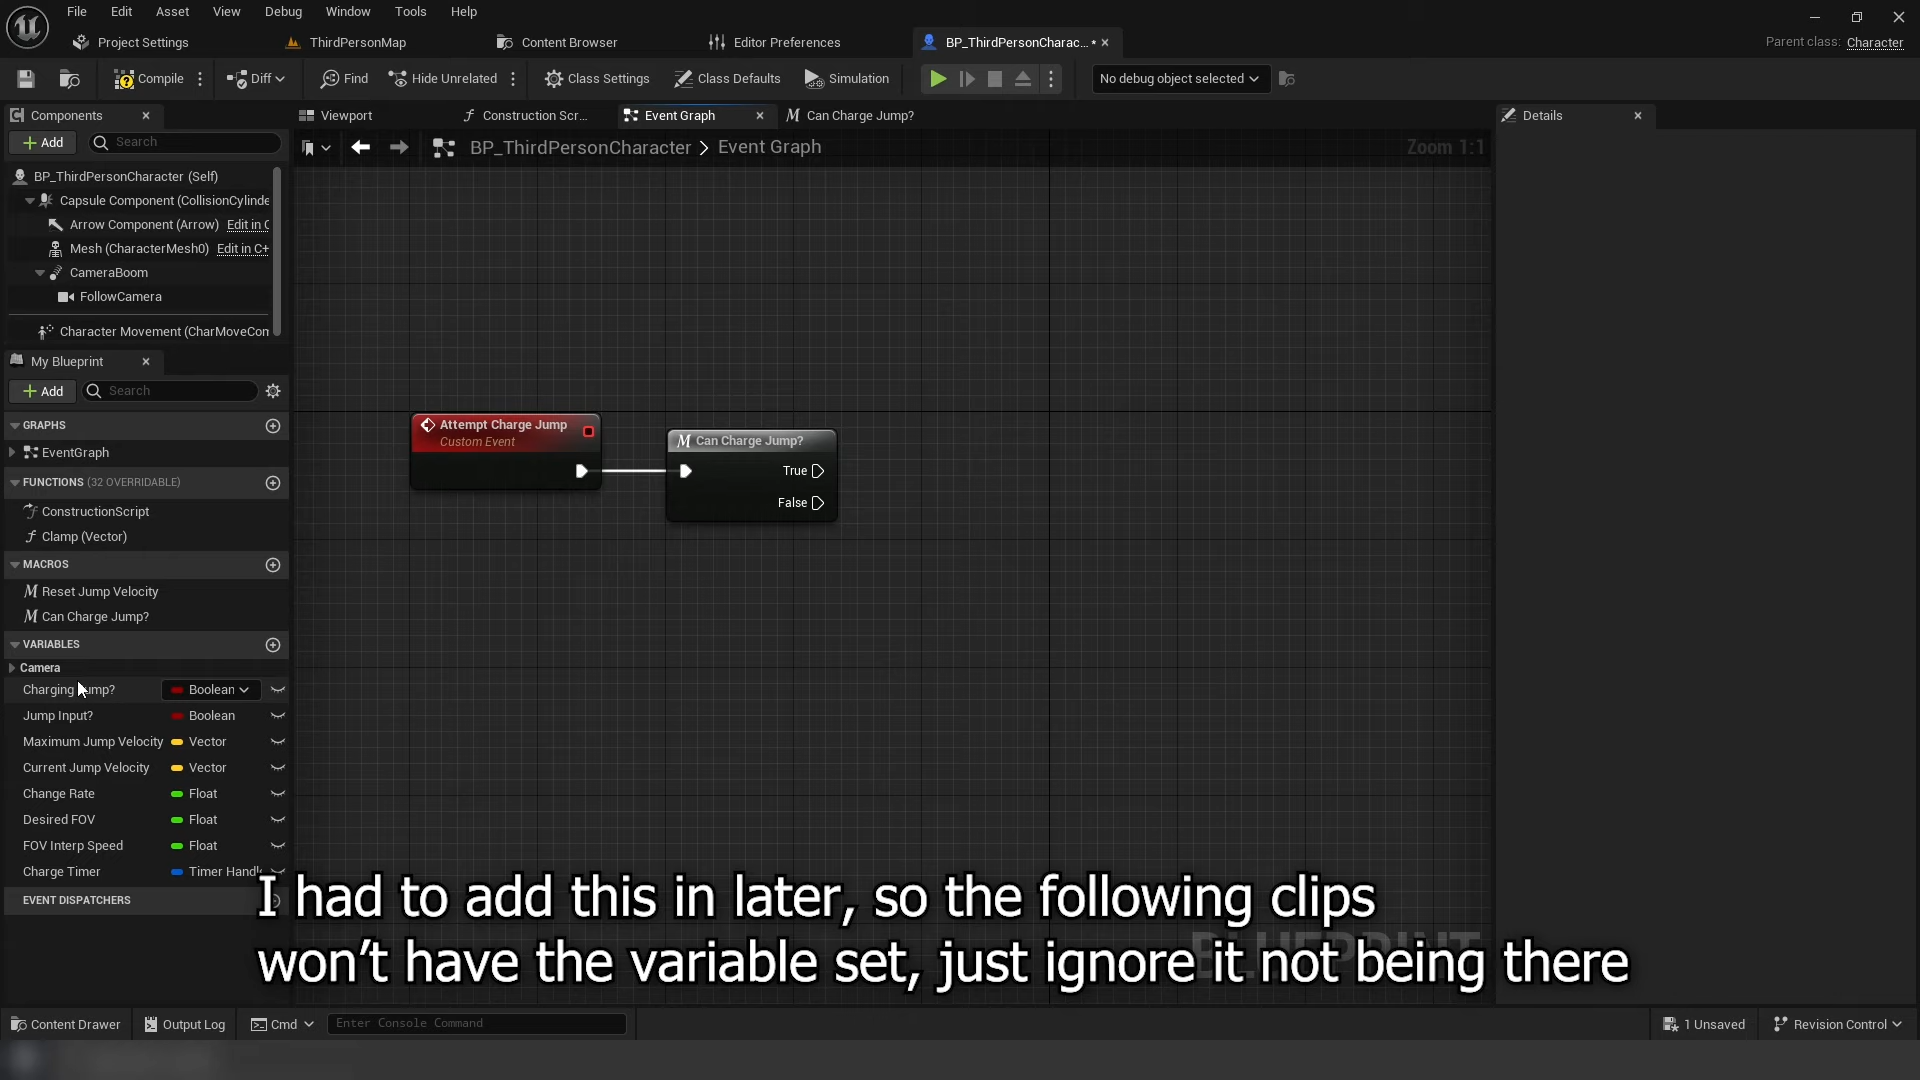 File Edit Asset View Debug Window Tools Help
Project Settings ThirdPersonMap Content Browser Editor Preferences BP_ThirdPersonCharac... • Parent class: Character
Compile Diff Find Hide Unrelated Class Settings Class Defaults Simulation No debug object selected
Components Viewport Construction Scr... Event Graph Can Charge Jump? Details
Add Search
BP_ThirdPersonCharacter > Event Graph Zoom 1:1
BP_ThirdPersonCharacter (Self)
Capsule Component (CollisionCylinde
Arrow Component (Arrow) Edit in C
Mesh (CharacterMesh0) Edit in C+
CameraBoom
FollowCamera
Character Movement (CharMoveCom
My Blueprint
Add Search
GRAPHS
EventGraph
FUNCTIONS (32 OVERRIDABLE)
ConstructionScript
Clamp (Vector)
MACROS
Reset Jump Velocity
Can Charge Jump?
VARIABLES
Camera
Charging Jump? Boolean
Jump Input? Boolean
Maximum Jump Velocity Vector
Current Jump Velocity Vector
Change Rate Float
Desired FOV Float
FOV Interp Speed Float
Charge Timer Timer Handl
EVENT DISPATCHERS
Attempt Charge Jump
Custom Event
Can Charge Jump?
True
False
BLUEPRINT
I had to add this in later, so the following clips
won't have the variable set, just ignore it not being there
Content Drawer Output Log Cmd Enter Console Command 1 Unsaved Revision Control